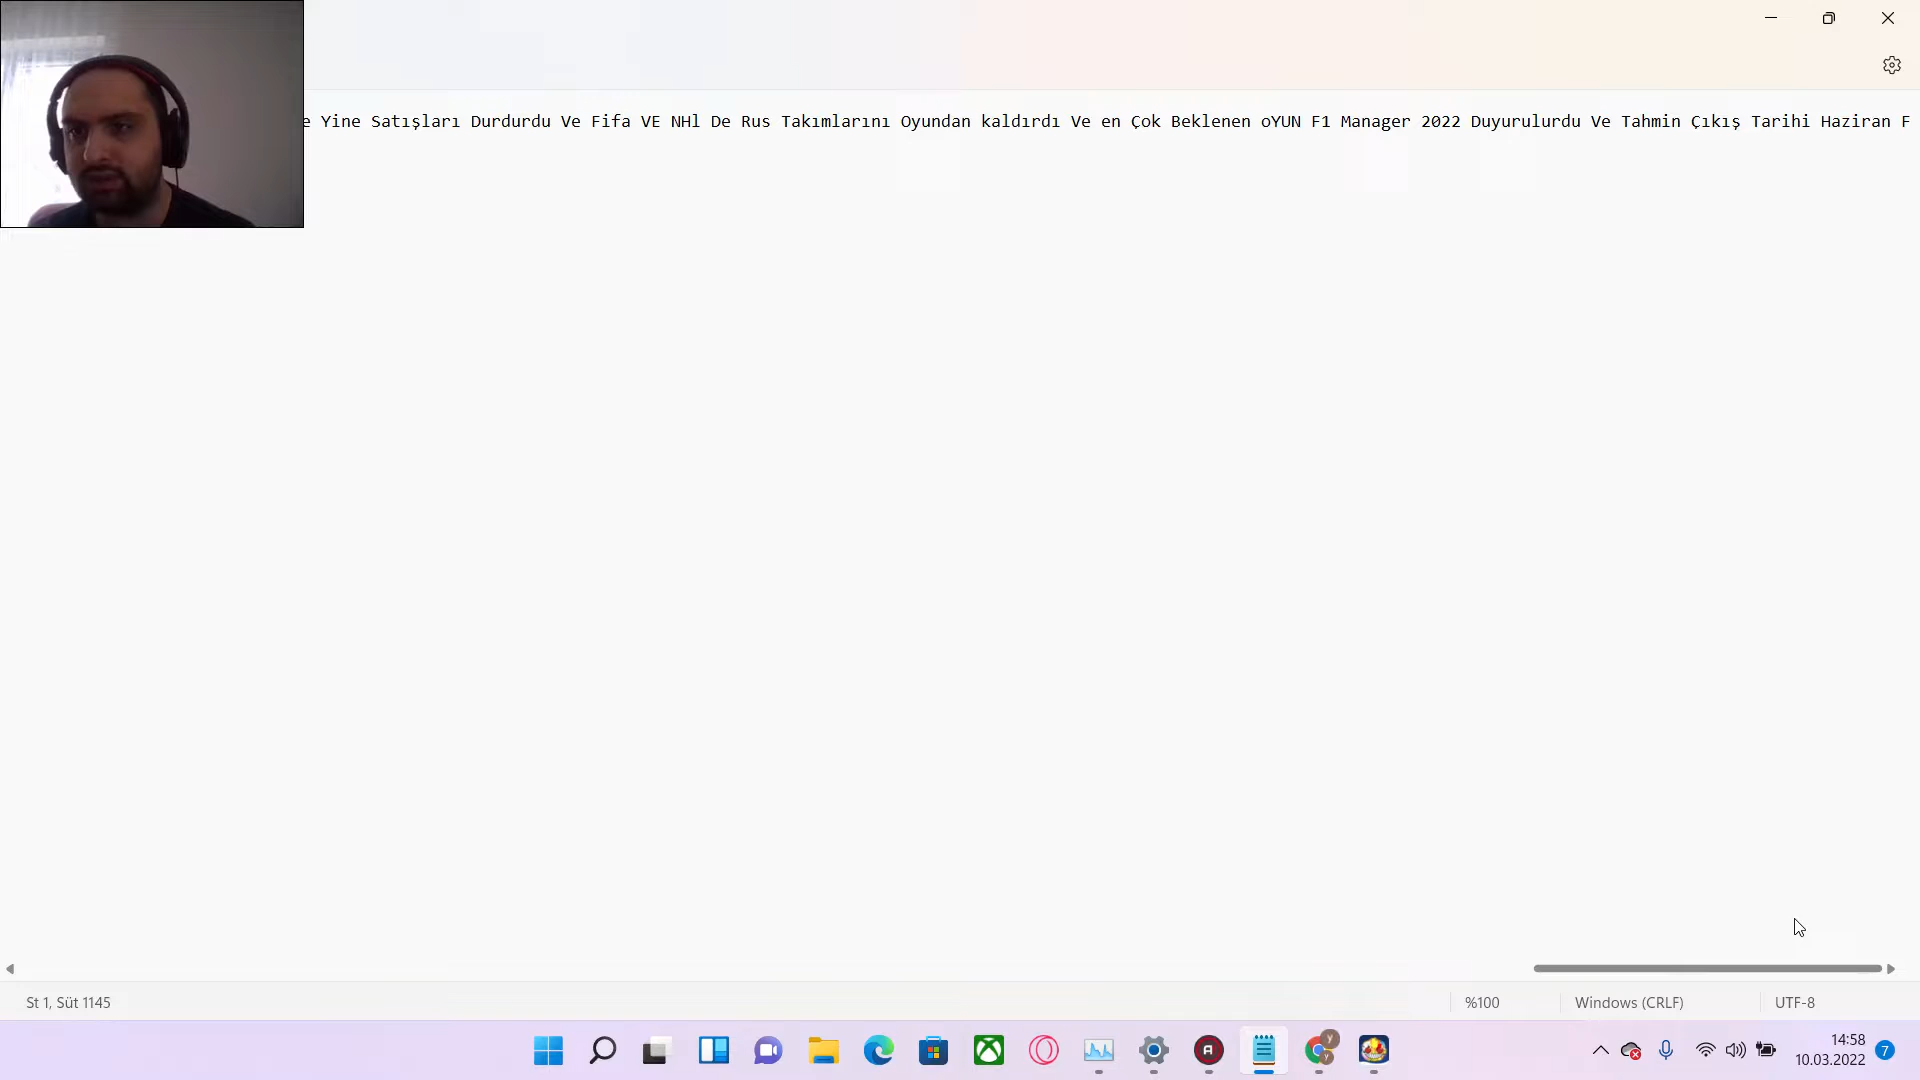 e Yine Satışları Durdurdu Ve Fifa VE NHl De Rus Takımlarını Oyundan kaldırdı Ve en Çok Beklenen oYUN F1 Manager 2022 Duyurulurdu Ve Tahmin Çıkış Tarihi Haziran F
St 1, Süt 1145
%100
Windows (CRLF)
UTF-8
14:58
10.03.2022
7